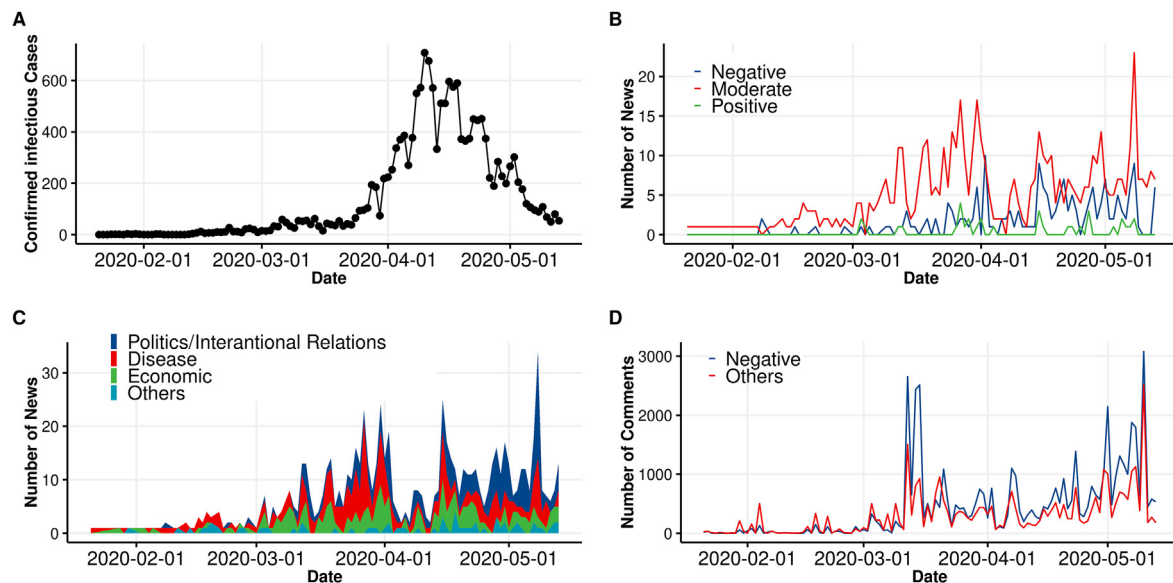 A
Confirmed infectious Cases
600
400
200
0
2020-02-01 2020-03-01 2020-04-01 2020-05-01
Date
B
Number of News
20
15
10
5
0
Negative
Moderate
Positive
2020-02-01 2020-03-01 2020-04-01 2020-05-01
Date
C
Number of News
30
20
10
0
Politics/Interantional Relations
Disease
Economic
Others
2020-02-01 2020-03-01 2020-04-01 2020-05-01
Date
D
Number of Comments
3000
2000
1000
0
Negative
Others
2020-02-01 2020-03-01 2020-04-01 2020-05-01
Date